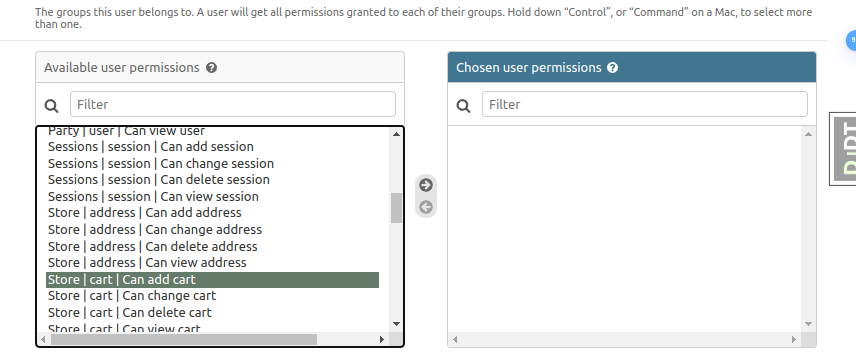 The groups this user belongs to. A user will get all permissions granted to each of their groups. Hold down “Control”, or “Command” on a Mac, to select more
than one.
Available user permissions ?
Chosen user permissions ?
Filter
Filter
Party | user | Can view user
Sessions | session | Can add session
Sessions | session | Can change session
Sessions | session | Can delete session
Sessions | session | Can view session
Store | address | Can add address
Store | address | Can change address
Store | address | Can delete address
Store | address | Can view address
Store | cart | Can add cart
Store | cart | Can change cart
Store | cart | Can delete cart
Store | cart | Can view cart